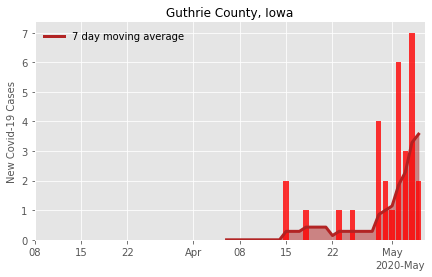 Guthrie County, Iowa
7 day moving average
New Covid-19 Cases
7
6
5
4
3
2
1
0
08 15 22 Apr 08 15 22 May
2020-May